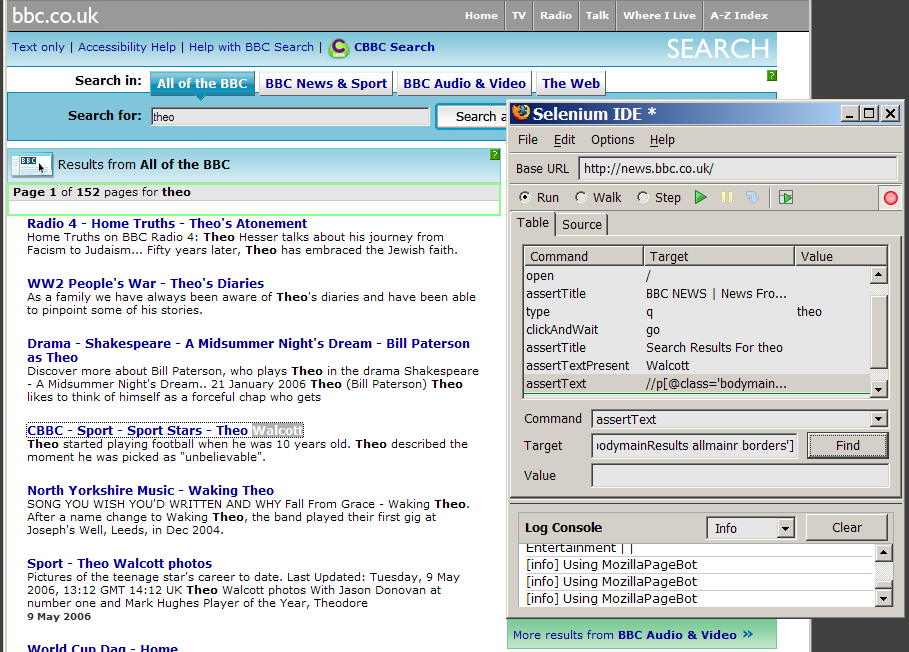 bbc.co.uk
Home | TV | Radio | Talk | Where I Live | A-Z Index
Text only | Accessibility Help | Help with BBC Search | C CBBC Search
SEARCH
Search in: All of the BBC BBC News & Sport BBC Audio & Video The Web
?
Search for: theo Search a
BBC Results from All of the BBC ?
Page 1 of 152 pages for theo
Radio 4 - Home Truths - Theo's Atonement
Home Truths on BBC Radio 4: Theo Hesser talks about his journey from
Facism to Judaism... Fifty years later, Theo has embraced the Jewish faith.
WW2 People's War - Theo's Diaries
As a family we have always been aware of Theo's diaries and have been able
to pinpoint some of his stories.
Drama - Shakespeare - A Midsummer Night's Dream - Bill Paterson
as Theo
Discover more about Bill Paterson, who plays Theo in the drama Shakespeare
- A Midsummer Night's Dream.. 21 January 2006 Theo (Bill Paterson) Theo
likes to think of himself as a forceful chap who gets
CBBC - Sport - Sport Stars - Theo Walcott
Theo started playing football when he was 10 years old. Theo described the
moment he was picked as "unbelievable".
North Yorkshire Music - Waking Theo
SONG YOU WISH YOU'D WRITTEN AND WHY Fall From Grace - Waking Theo.
After a name change to Waking Theo, the band played their first gig at
Joseph's Well, Leeds, in Dec 2004.
Sport - Theo Walcott photos
Pictures of the teenage star's career to date. Last Updated: Tuesday, 9 May
2006, 13:12 GMT 14:12 UK Theo Walcott photos With Jason Donovan at
number one and Mark Hughes Player of the Year, Theodore
9 May 2006
World Cup Dag - Home
Selenium IDE *
File Edit Options Help
Base URL http://news.bbc.co.uk/
Run Walk Step
Table Source
Command Target Value
open /
assertTitle BBC NEWS | News Fro...
type q theo
clickAndWait go
assertTitle Search Results For theo
assertTextPresent Walcott
assertText //p[@class='bodymain...
Command assertText
Target odymainResults allmainr borders'] Find
Value
Log Console Info Clear
Entertainment | |
[info] Using MozillaPageBot
[info] Using MozillaPageBot
[info] Using MozillaPageBot
More results from BBC Audio & Video »